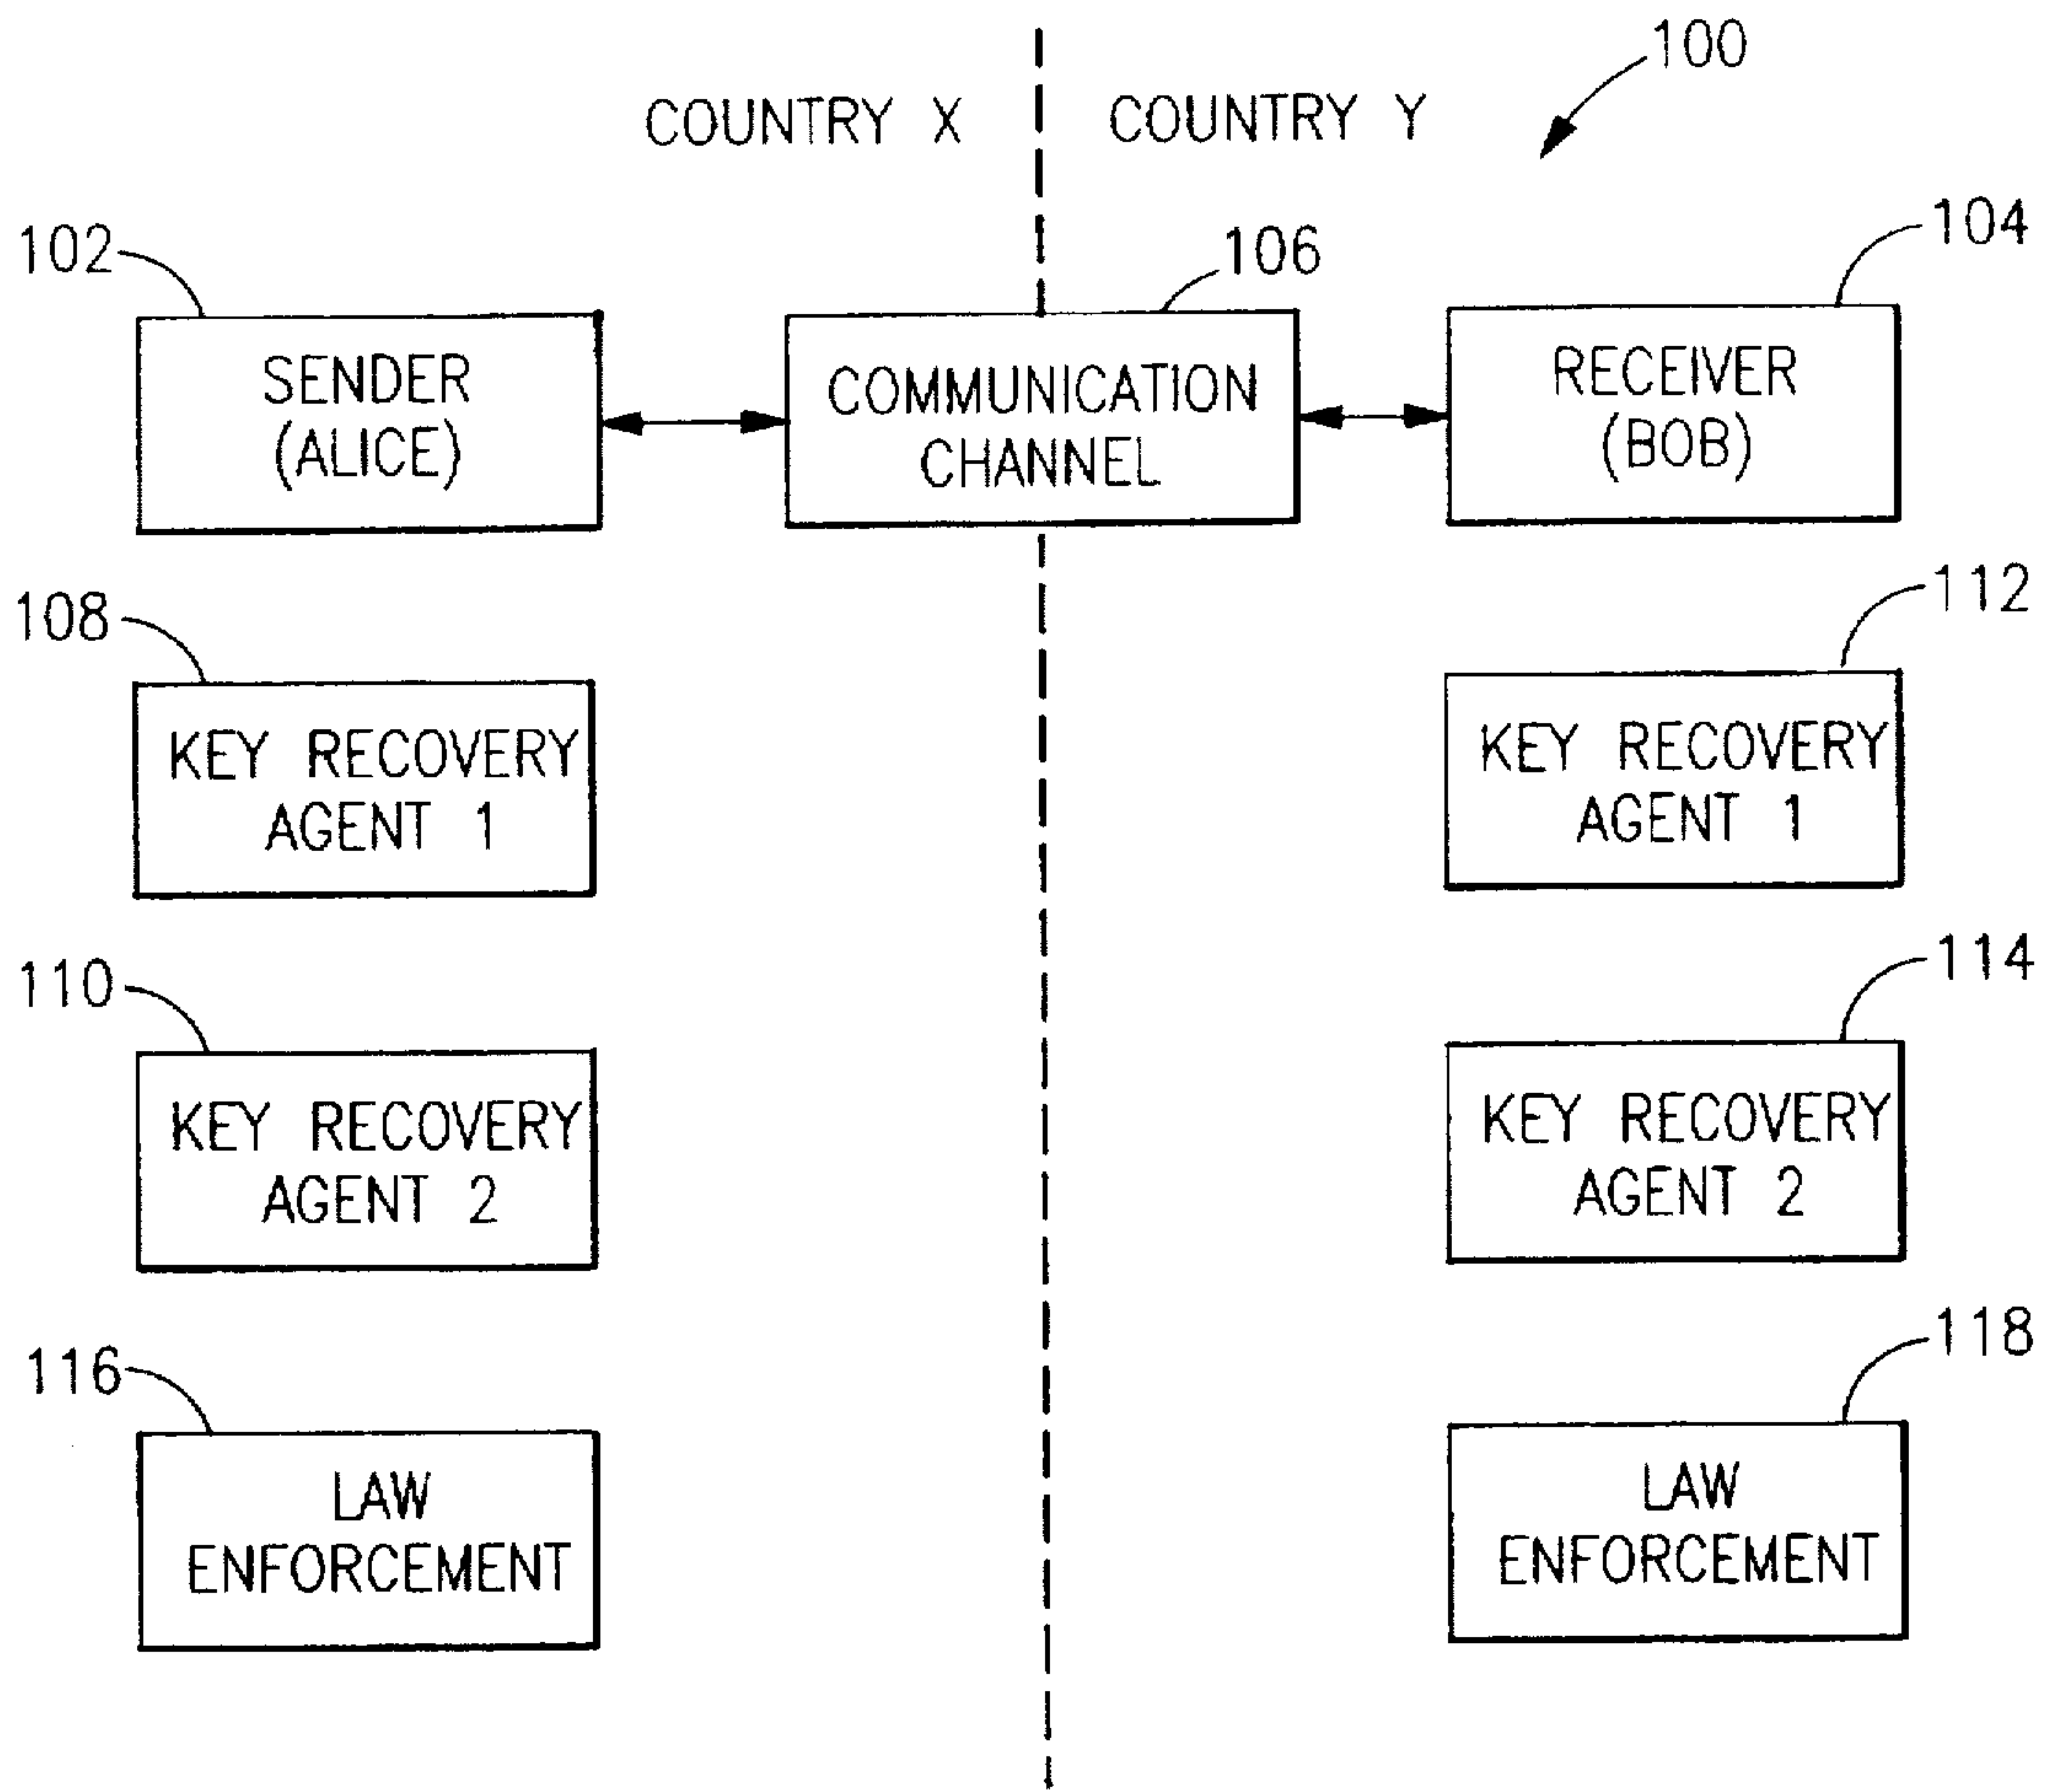 100
COUNTRY X
COUNTRY Y
102
106
104
SENDER
(ALICE)
COMMUNICATION
CHANNEL
RECEIVER
(BOB)
108
112
KEY RECOVERY
AGENT 1
KEY RECOVERY
AGENT 1
110
114
KEY RECOVERY
AGENT 2
KEY RECOVERY
AGENT 2
116
118
LAW
ENFORCEMENT
LAW
ENFORCEMENT